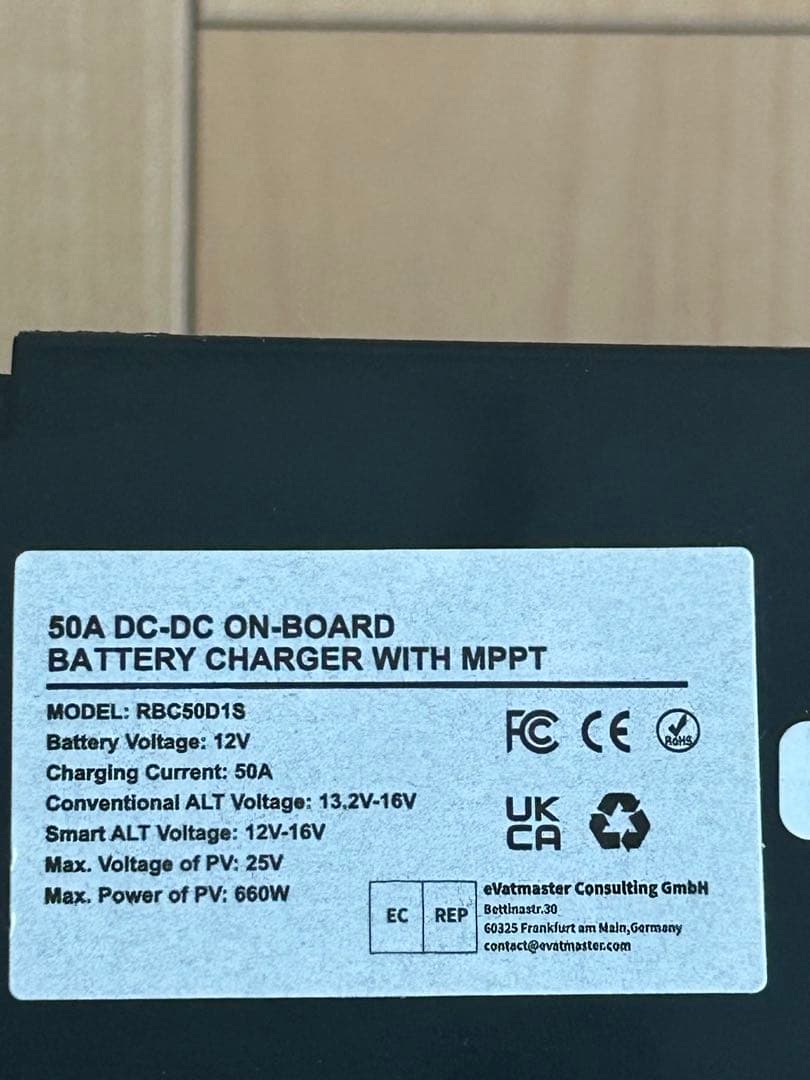 50A DC-DC ON-BOARD
BATTERY CHARGER WITH MPPT
MODEL: RBC50D1S
Battery Voltage: 12V
Charging Current: 50A
Conventional ALT Voltage: 13.2V-16V
Smart ALT Voltage: 12V-16V
Max. Voltage of PV: 25V
Max. Power of PV: 660W
FC CE RoHS
UK
CA
EC REP
eVatmaster Consulting GmbH
Bettinastr.30
60325 Frankfurt am Main,Germany
contact@evatmaster.com